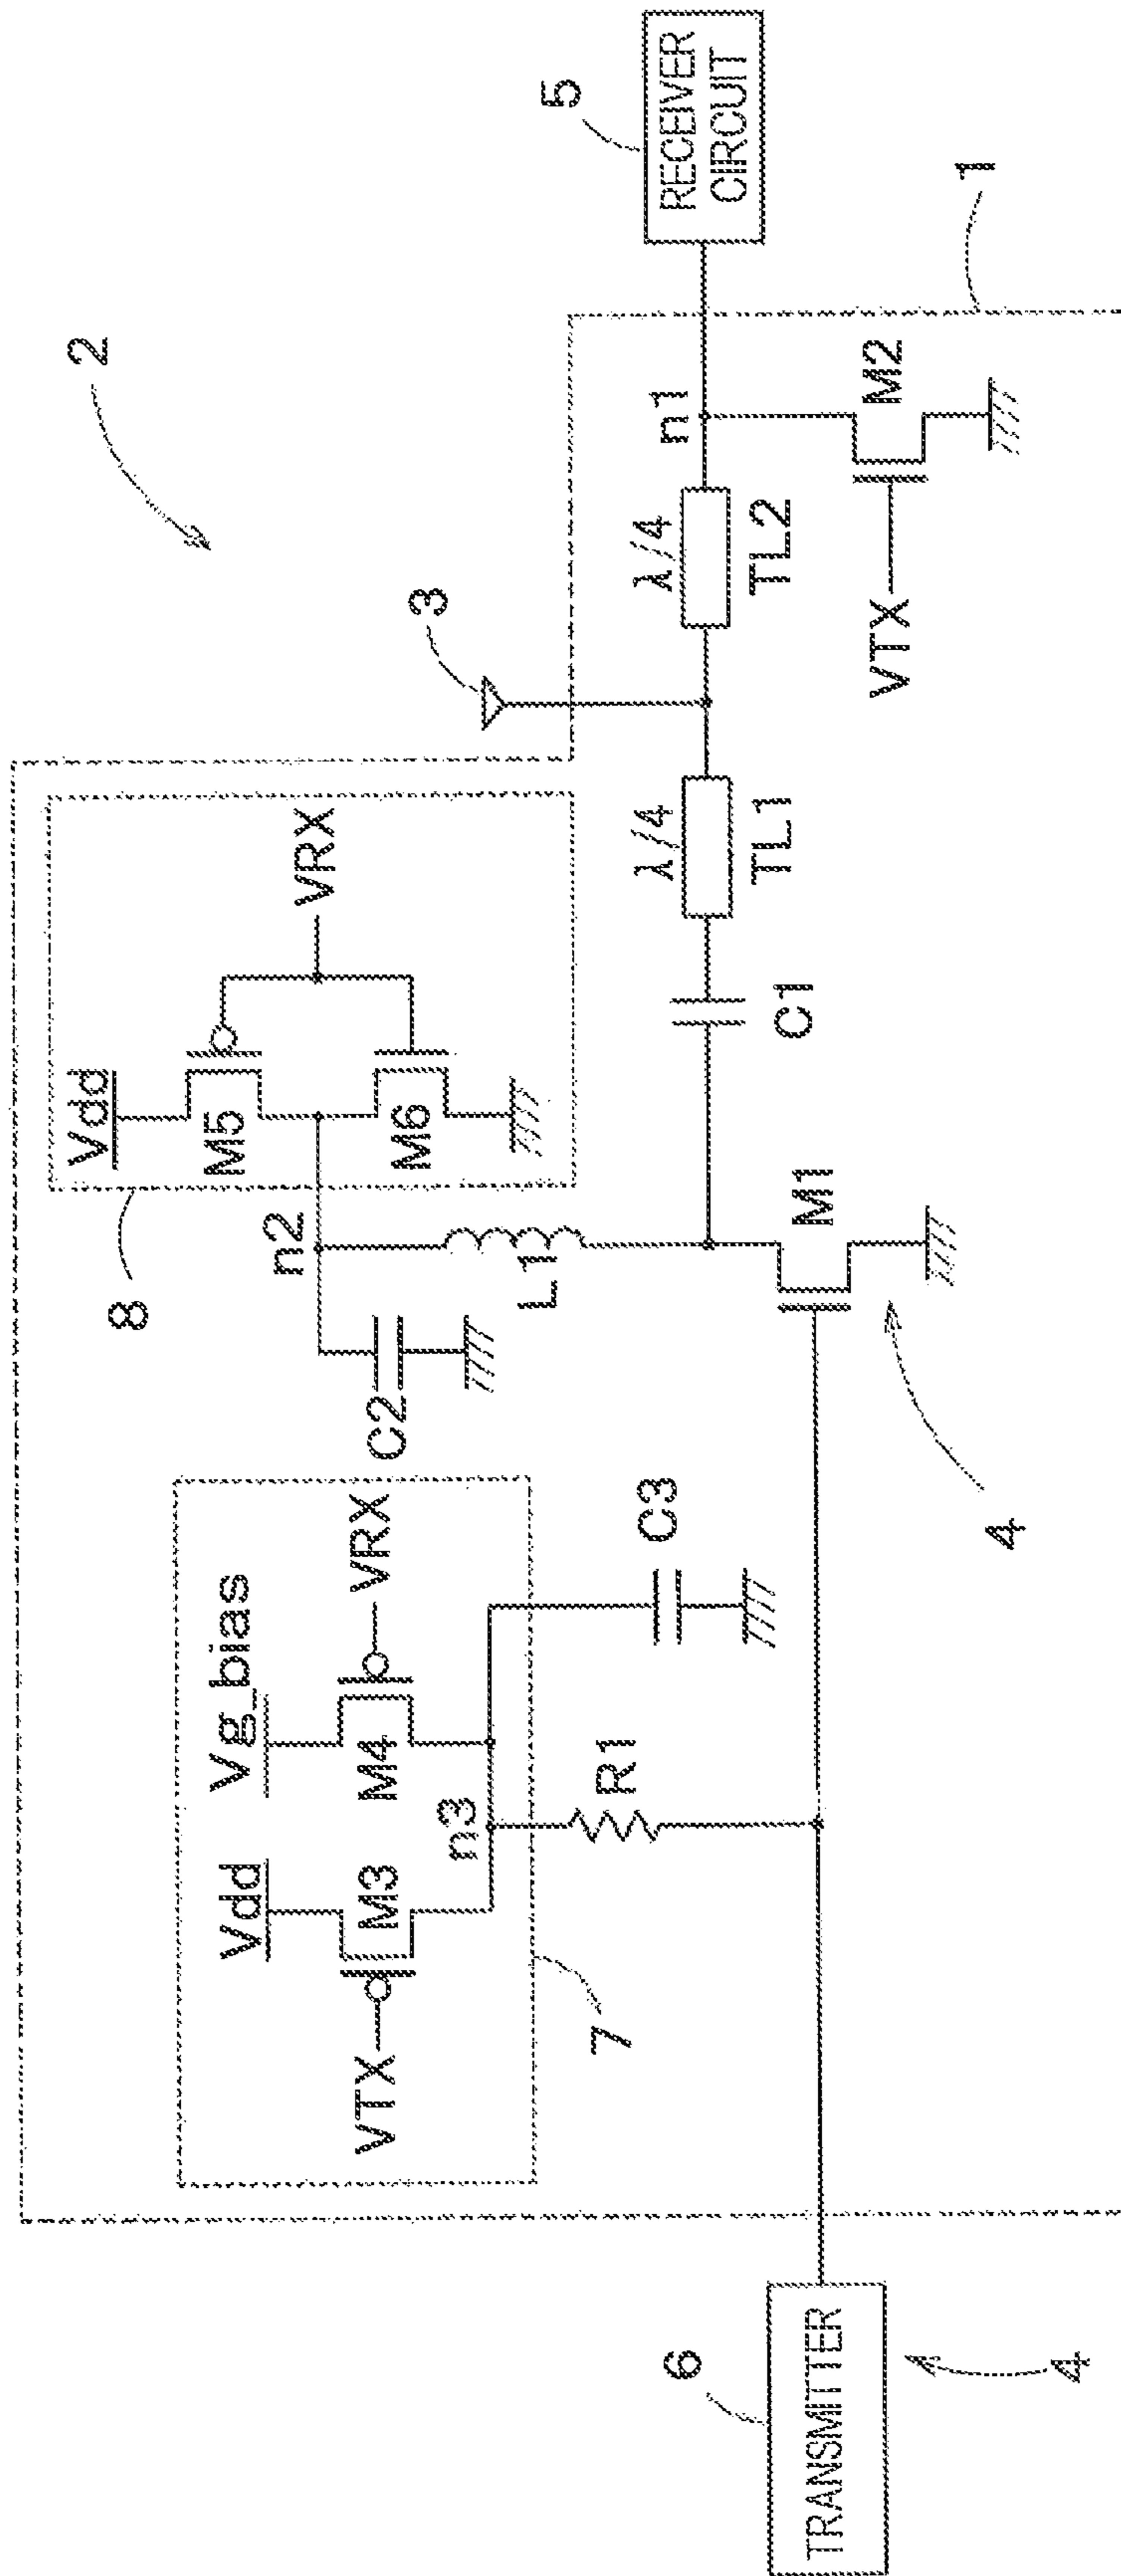 2
8
Vdd
M5
M6
VRX
n2
C2
L1
Vdd
Vg_bias
VTX
M3
M4
VRX
n3
7
R1
C3
3
λ/4
TL1
C1
λ/4
TL2
n1
5
RECEIVER
CIRCUIT
1
VTX
M2
M1
4
6
TRANSMITTER
4